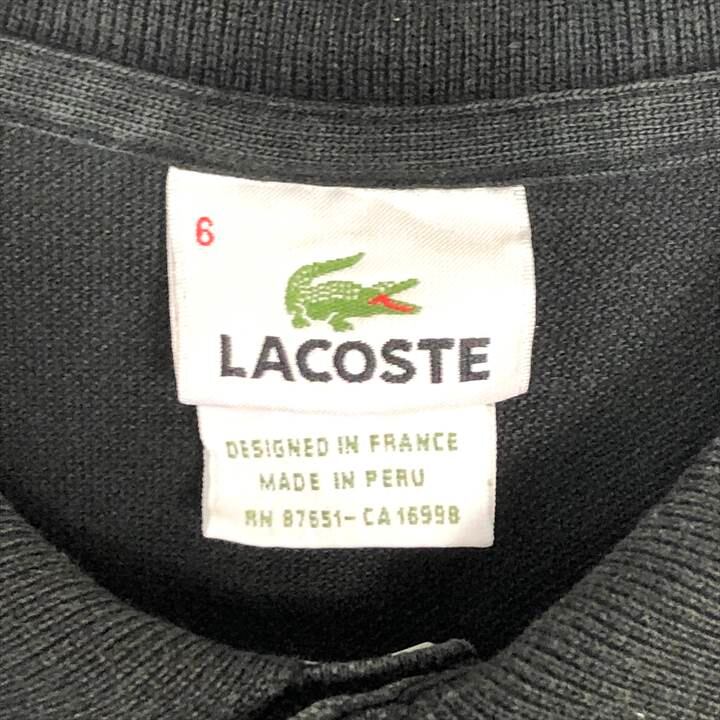 6
LACOSTE
DESIGNED IN FRANCE
MADE IN PERU
RN 87651-CA 16998